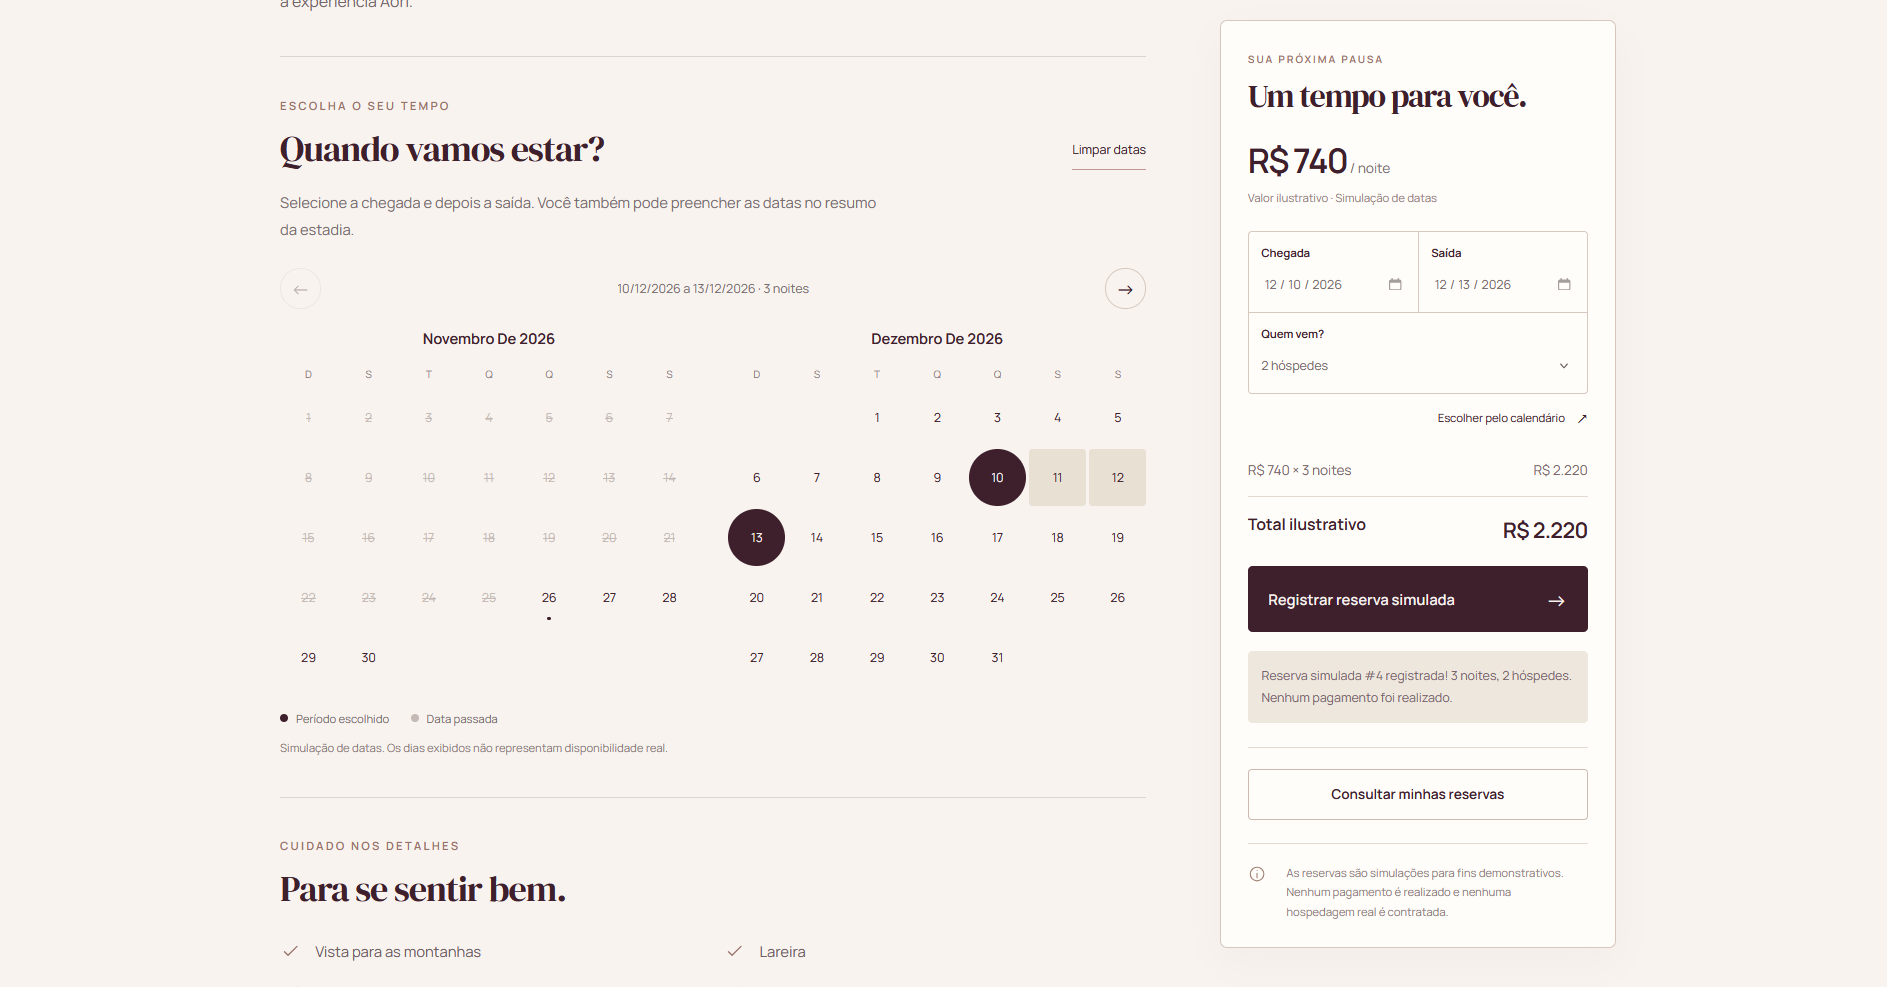 a experiência Aori.
ESCOLHA O SEU TEMPO
Quando vamos estar?
Limpar datas
Selecione a chegada e depois a saída. Você também pode preencher as datas no resumo
da estadia.
10/12/2026 a 13/12/2026 · 3 noites
Novembro De 2026
D S T Q Q S S
1 2 3 4 5 6 7
8 9 10 11 12 13 14
15 16 17 18 19 20 21
22 23 24 25 26 27 28
29 30
Dezembro De 2026
D S T Q Q S S
1 2 3 4 5
6 7 8 9 10 11 12
13 14 15 16 17 18 19
20 21 22 23 24 25 26
27 28 29 30 31
Período escolhido
Data passada
Simulação de datas. Os dias exibidos não representam disponibilidade real.
CUIDADO NOS DETALHES
Para se sentir bem.
Vista para as montanhas
Lareira
SUA PRÓXIMA PAUSA
Um tempo para você.
R$ 740 / noite
Valor ilustrativo · Simulação de datas
Chegada
12 / 10 / 2026
Saída
12 / 13 / 2026
Quem vem?
2 hóspedes
Escolher pelo calendário ↗
R$ 740 × 3 noites R$ 2.220
Total ilustrativo R$ 2.220
Registrar reserva simulada →
Reserva simulada #4 registrada! 3 noites, 2 hóspedes.
Nenhum pagamento foi realizado.
Consultar minhas reservas
As reservas são simulações para fins demonstrativos.
Nenhum pagamento é realizado e nenhuma
hospedagem real é contratada.